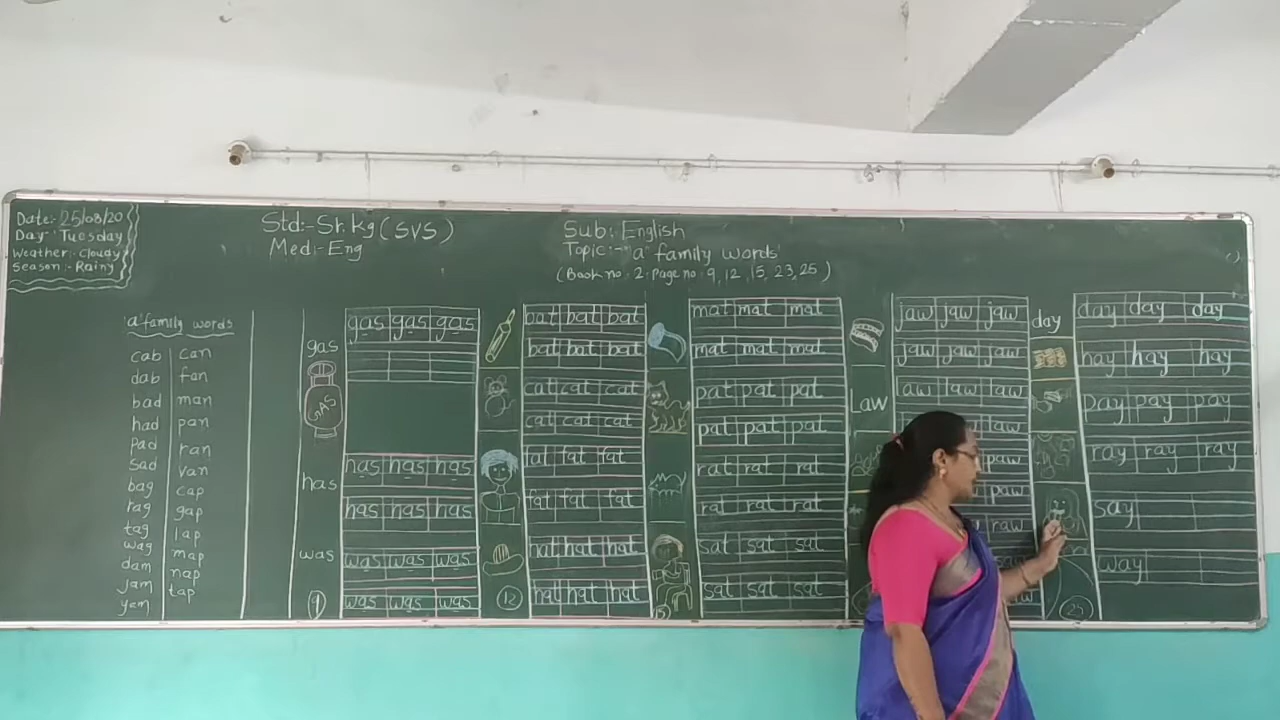 Date:- 25/08/20
Day:- Tuesday
Weather:- Cloudy
Season:- Rainy
Std:- Sr.kg (SVS)
Medi:- Eng
Sub: English
Topic:- "a" family words'
(Book no. 2. Page no. 9, 12, 15, 23, 25)
'a' family words
cab can
dab fan
bad man
had pan
Pad ran
Sad van
bag cap
rag gap
tag lap
wag map
dam nap
Jam tap
yam
gas
GAS
gas gas gas
has
has has has
has has has
was
was was was
was was was
9
bat bat bat
bat bat bat
cat cat cat
cat cat cat
fat fat fat
fat fat fat
hat hat hat
hat hat hat
12
mat mat mat
mat mat mat
pat pat pat
pat pat pat
rat rat rat
rat rat rat
sat sat sat
sat sat sat
15
jaw jaw jaw
jaw jaw jaw
Law
law law
law
paw
paw
raw
day
day day day
hay hay hay
pay pay pay
ray ray ray
say
way
25